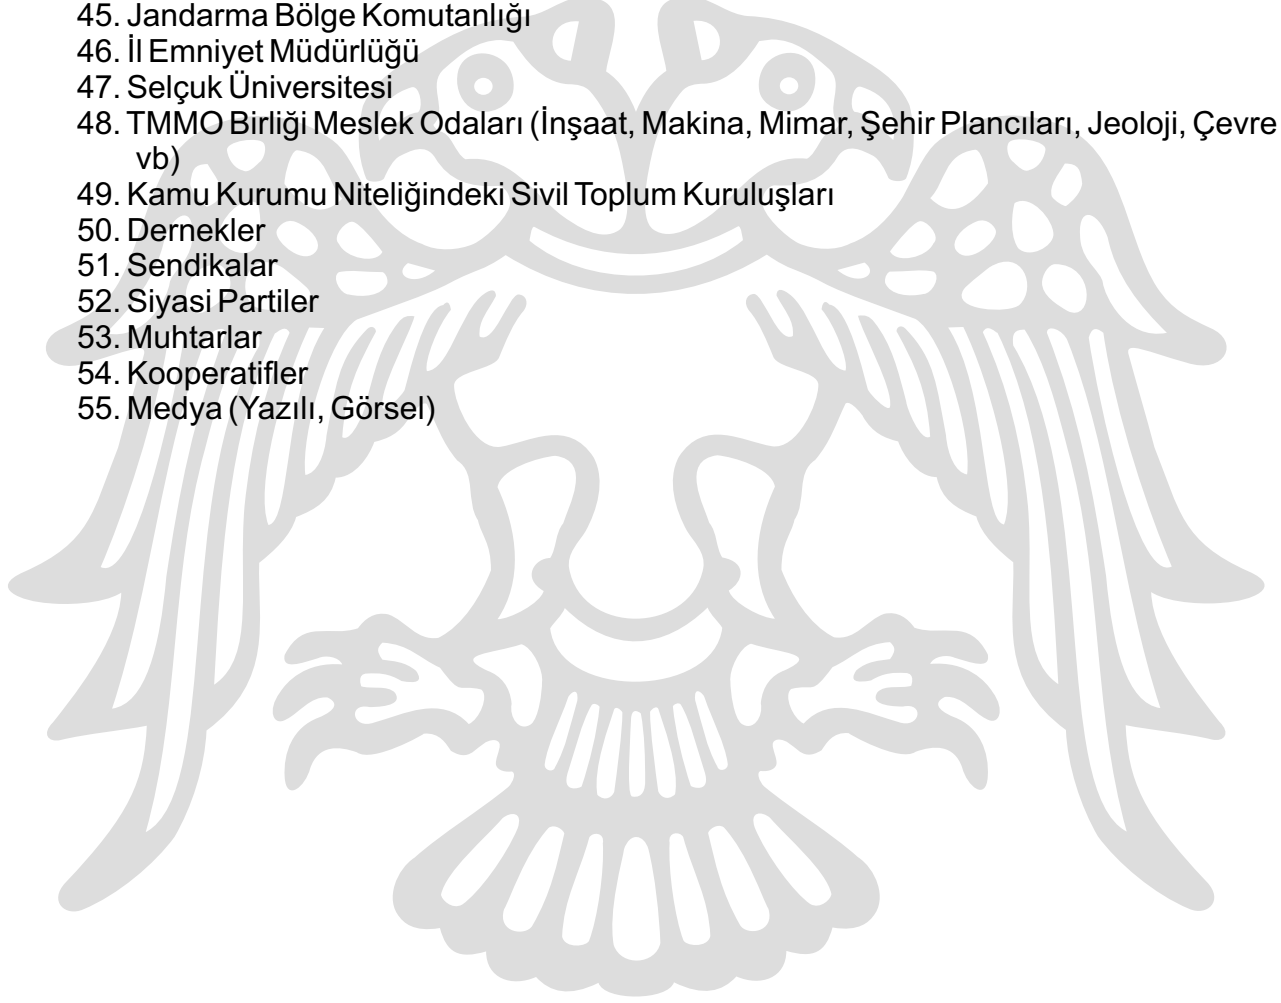 45. Jandarma Bölge Komutanlığı
46. İl Emniyet Müdürlüğü
47. Selçuk Üniversitesi
48. TMMO Birliği Meslek Odaları (İnşaat, Makina, Mimar, Şehir Plancıları, Jeoloji, Çevre
vb)
49. Kamu Kurumu Niteliğindeki Sivil Toplum Kuruluşları
50. Dernekler
51. Sendikalar
52. Siyasi Partiler
53. Muhtarlar
54. Kooperatifler
55. Medya (Yazılı, Görsel)